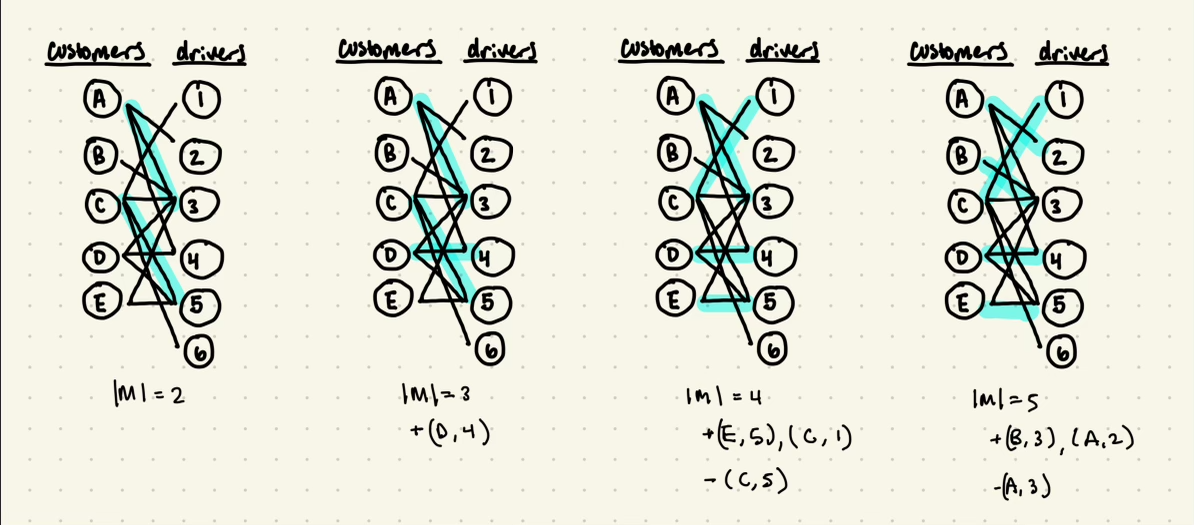 customers drivers
A 1
B 2
C 3
D 4
E 5
6
|M| = 2
customers drivers
A 1
B 2
C 3
D 4
E 5
6
|M| = 3
+(D, 4)
customers drivers
A 1
B 2
C 3
D 4
E 5
6
|M| = 4
+(E, 5), (C, 1)
- (C, 5)
customers drivers
A 1
B 2
C 3
D 4
E 5
6
|M| = 5
+(B, 3), (A, 2)
-(A, 3)